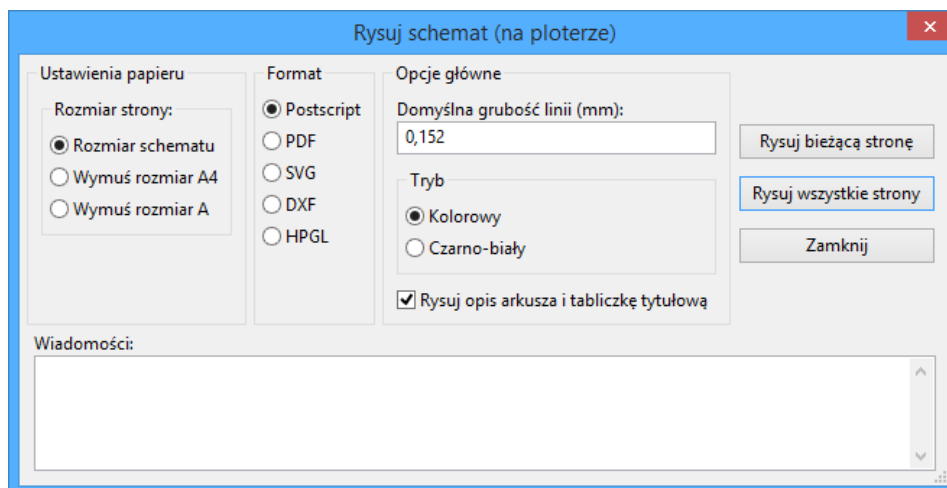 Rysuj schemat (na ploterze)
Ustawienia papieru
Rozmiar strony:
Rozmiar schematu
Wymuś rozmiar A4
Wymuś rozmiar A
Format
Postscript
PDF
SVG
DXF
HPGL
Opcje główne
Domyślna grubość linii (mm):
0,152
Tryb
Kolorowy
Czarno-biały
Rysuj opis arkusza i tabliczkę tytułową
Rysuj bieżącą stronę
Rysuj wszystkie strony
Zamknij
Wiadomości: